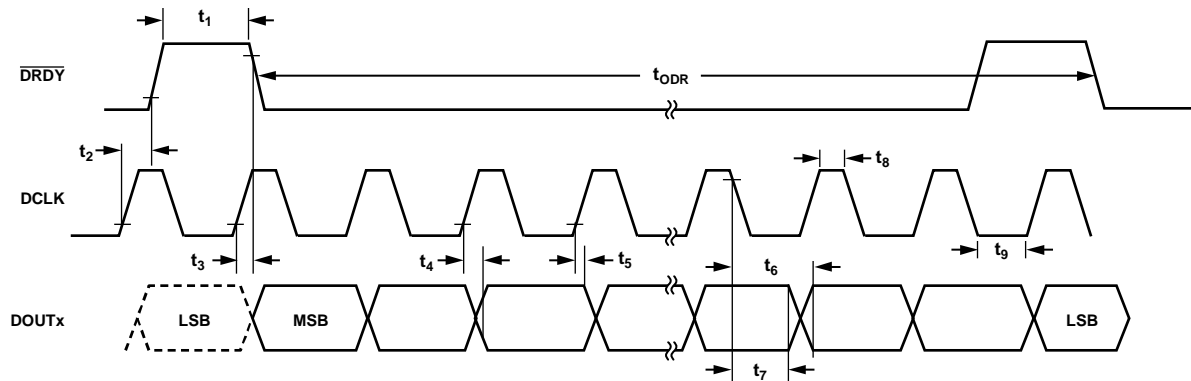 t1
DRDY
tODR
t2
t8
DCLK
t3
t4
t5
t6
t9
DOUTx
LSB
MSB
LSB
t7